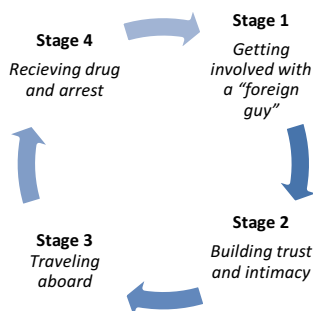 Stage 1
Getting
involved with
a “foreign
guy”
Stage 2
Building trust
and intimacy
Stage 3
Traveling
aboard
Stage 4
Recieving drug
and arrest